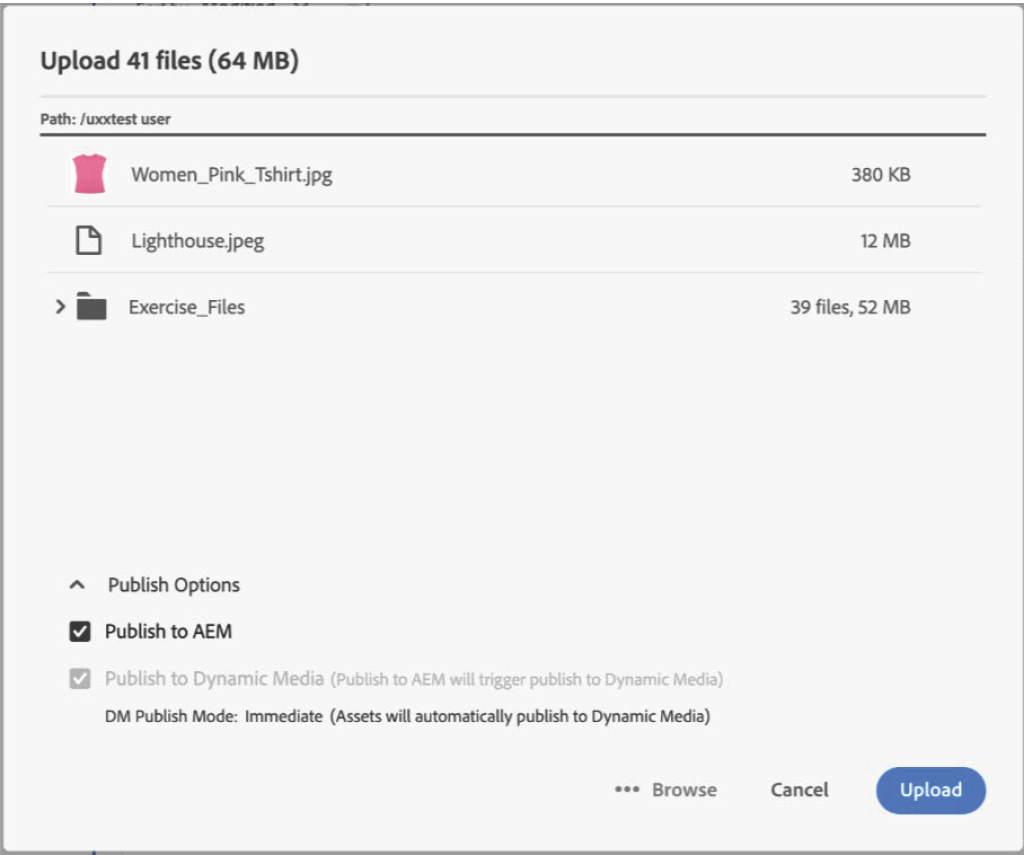 Upload 41 files (64 MB)
Path: /uxxtest user
Women_Pink_Tshirt.jpg 380 KB
Lighthouse.jpeg 12 MB
Exercise_Files 39 files, 52 MB
Publish Options
Publish to AEM
Publish to Dynamic Media (Publish to AEM will trigger publish to Dynamic Media)
DM Publish Mode: Immediate (Assets will automatically publish to Dynamic Media)
••• Browse Cancel Upload